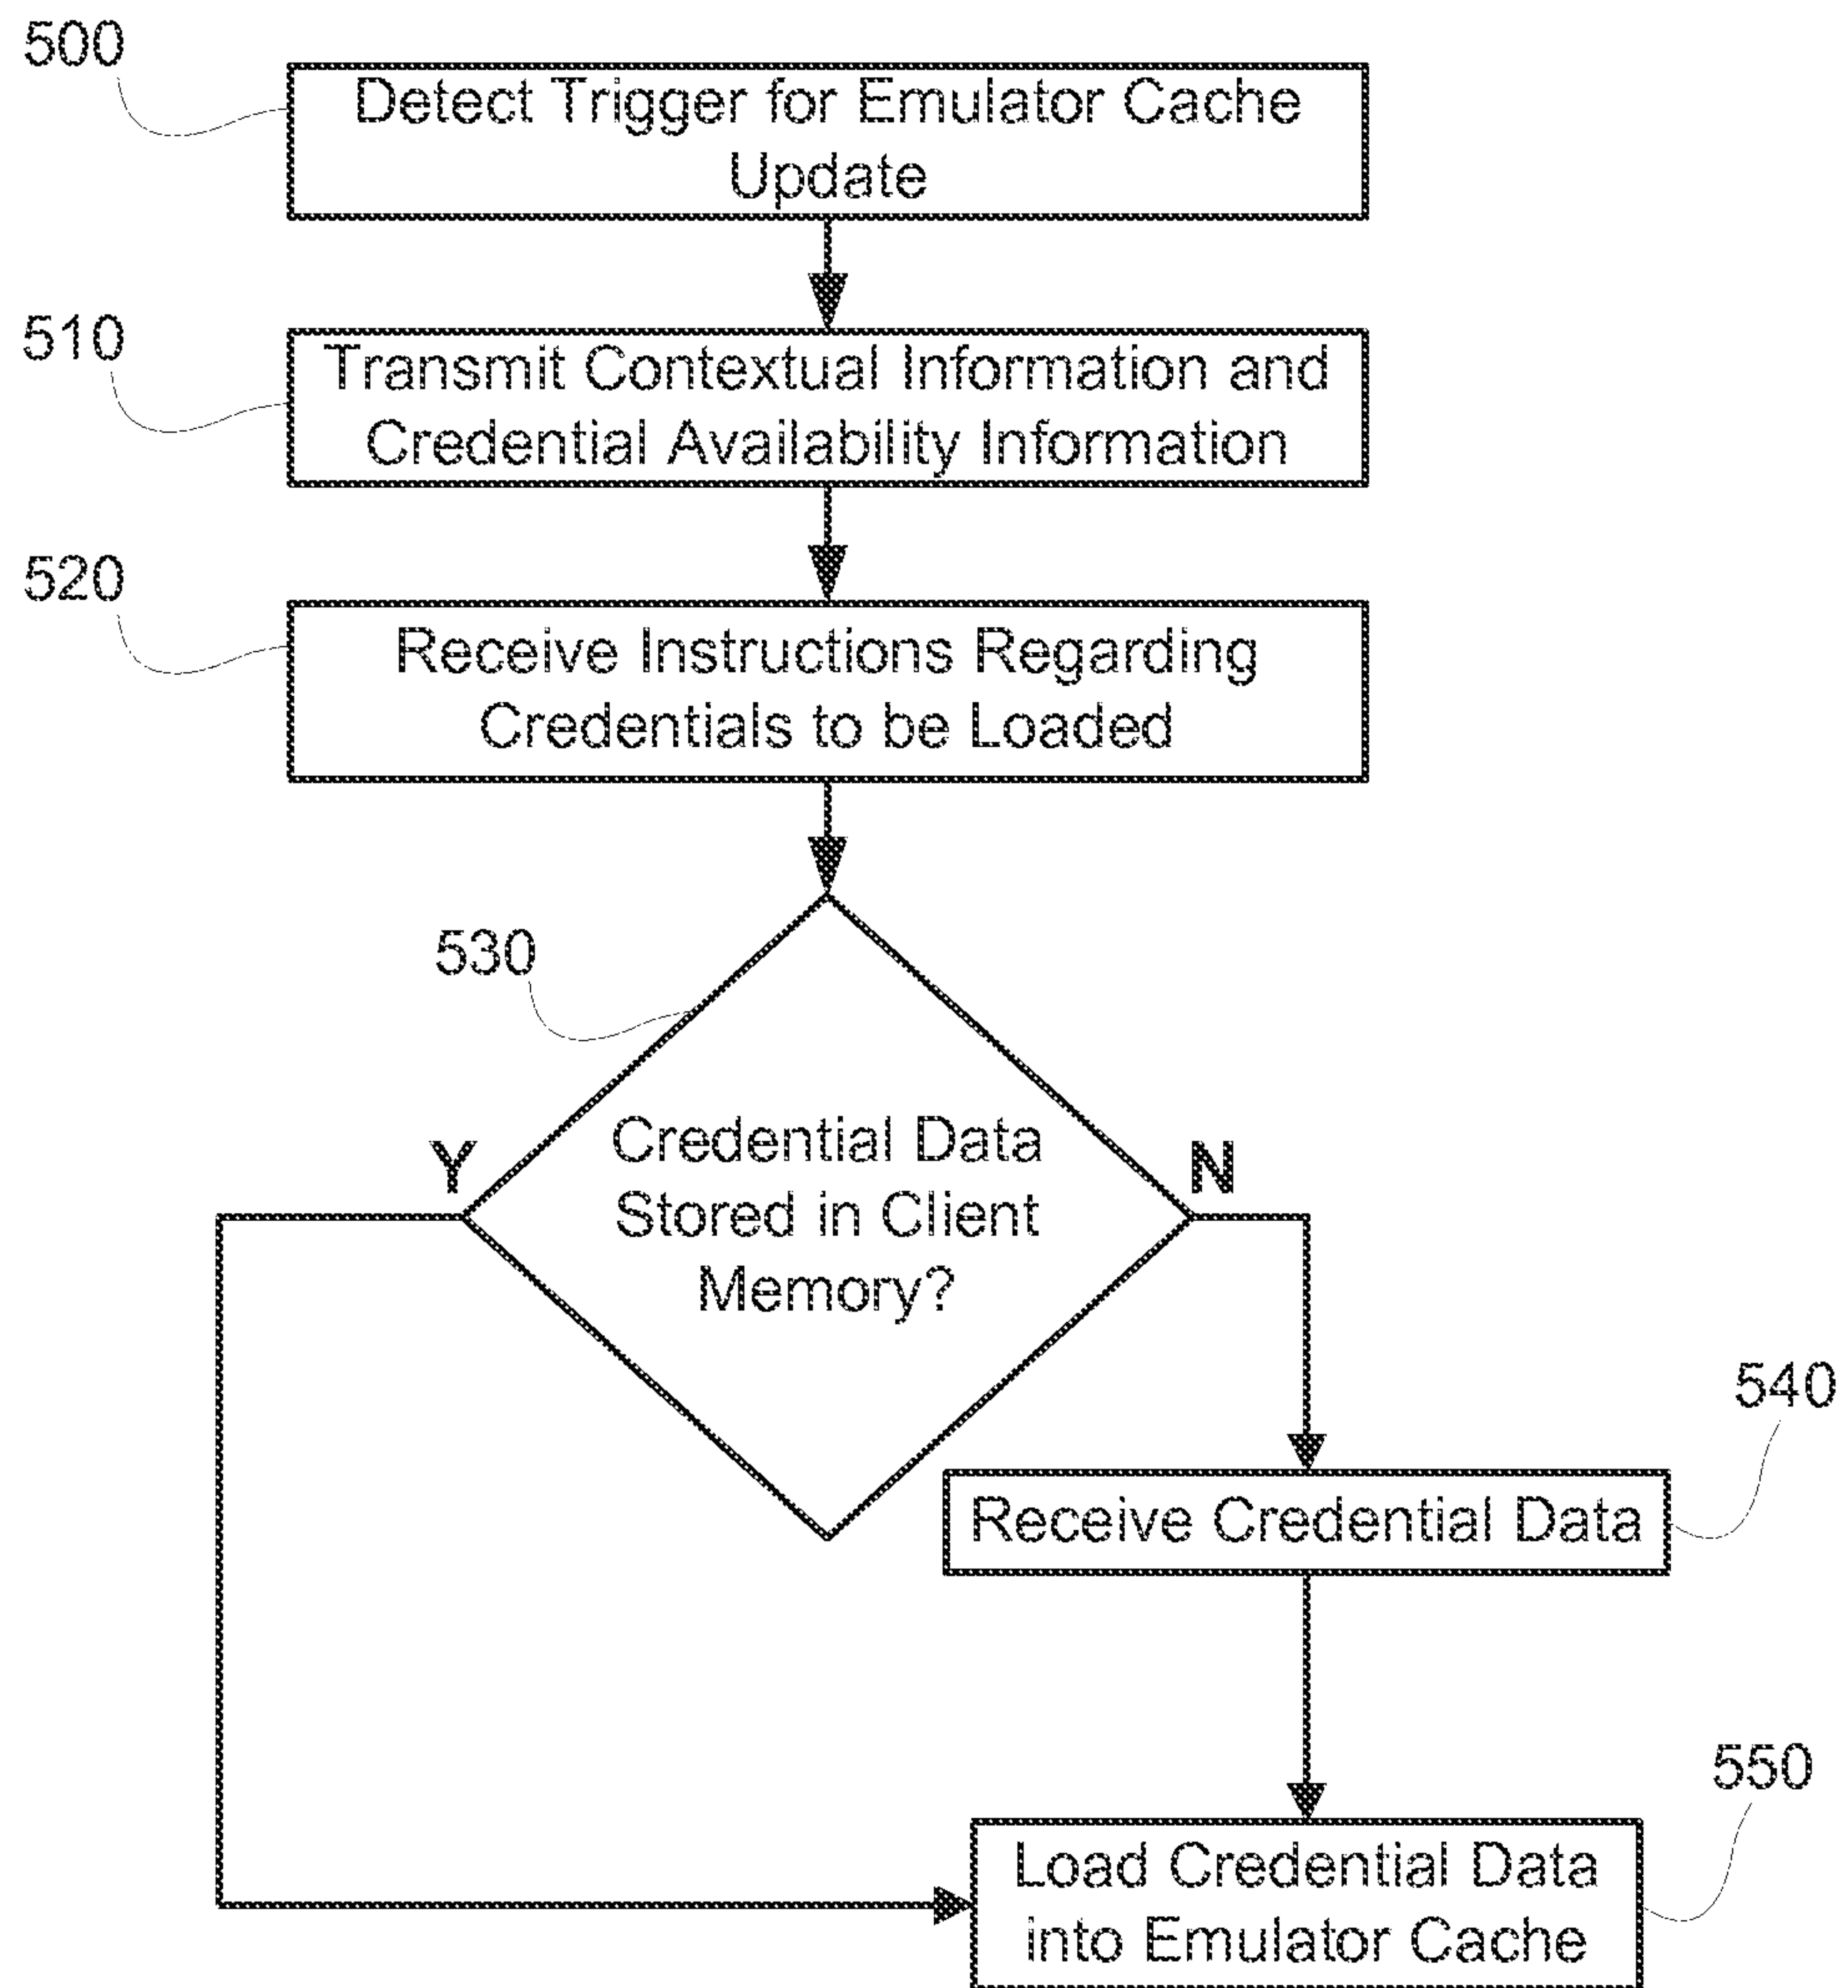 500
Detect Trigger for Emulator Cache
Update
510
Transmit Contextual Information and
Credential Availability Information
520
Receive Instructions Regarding
Credentials to be Loaded
530
Credential Data
Stored in Client
Memory?
Y
N
540
Receive Credential Data
550
Load Credential Data
into Emulator Cache